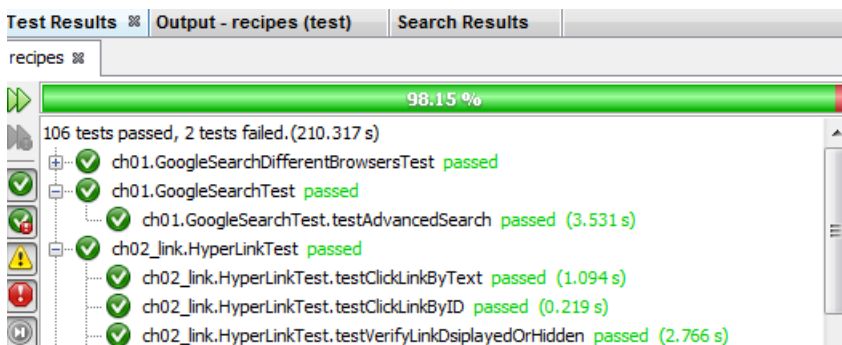 Test Results Output - recipes (test) Search Results
recipes
98.15 %
106 tests passed, 2 tests failed.(210.317 s)
ch01.GoogleSearchDifferentBrowsersTest passed
ch01.GoogleSearchTest passed
ch01.GoogleSearchTest.testAdvancedSearch passed (3.531 s)
ch02_link.HyperLinkTest passed
ch02_link.HyperLinkTest.testClickLinkByText passed (1.094 s)
ch02_link.HyperLinkTest.testClickLinkByID passed (0.219 s)
ch02_link.HyperLinkTest.testVerifyLinkDsiplayedOrHidden passed (2.766 s)